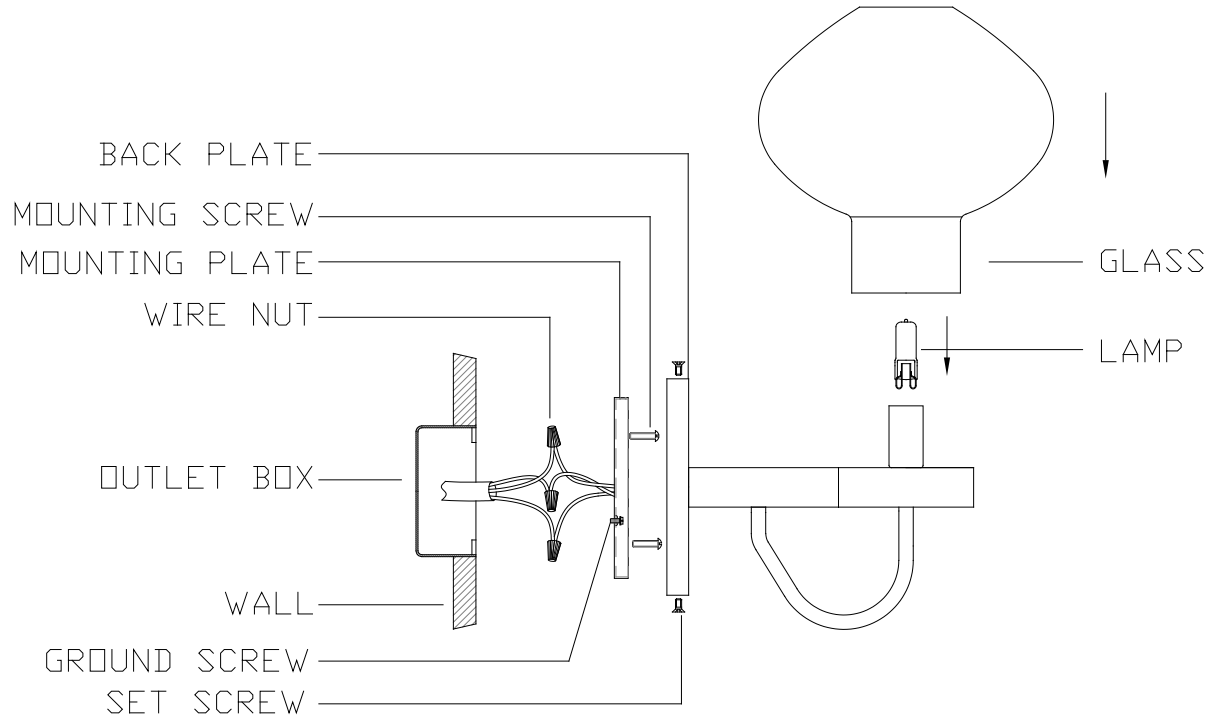 BACK PLATE
MOUNTING SCREW
MOUNTING PLATE
WIRE NUT
OUTLET BOX
WALL
GROUND SCREW
SET SCREW
GLASS
LAMP